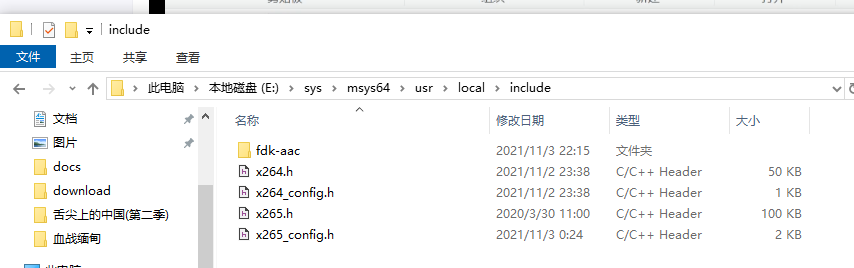 include
文件 主页 共享 查看
此电脑 本地磁盘 (E:) sys msys64 usr local include
文档
图片
docs
download
舌尖上的中国(第二季)
血战缅甸
名称 修改日期 类型 大小
fdk-aac 2021/11/3 22:15 文件夹
x264.h 2021/11/2 23:38 C/C++ Header 50 KB
x264_config.h 2021/11/2 23:38 C/C++ Header 1 KB
x265.h 2020/3/30 11:00 C/C++ Header 100 KB
x265_config.h 2021/11/3 0:24 C/C++ Header 2 KB